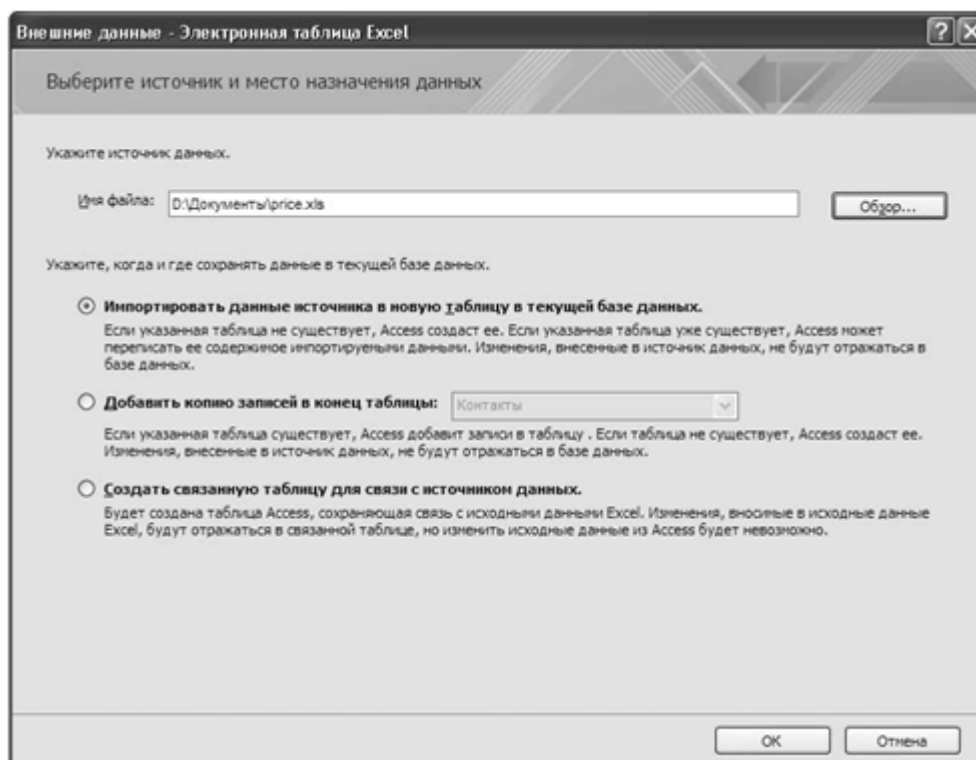 Внешние данные - Электронная таблица Excel
Выберите источник и место назначения данных
Укажите источник данных.
Имя файла: D:\Документы\price.xls Обзор...
Укажите, когда и где сохранять данные в текущей базе данных.
Импортировать данные источника в новую таблицу в текущей базе данных.
Если указанная таблица не существует, Access создаст ее. Если указанная таблица уже существует, Access может
переписать ее содержимое импортируемыми данными. Изменения, внесенные в источник данных, не будут отражаться в
базе данных.
Добавить копию записей в конец таблицы: Контакты
Если указанная таблица существует, Access добавит записи в таблицу . Если таблица не существует, Access создаст ее.
Изменения, внесенные в источник данных, не будут отражаться в базе данных.
Создать связанную таблицу для связи с источником данных.
Будет создана таблица Access, сохраняющая связь с исходными данными Excel. Изменения, вносимые в исходные данные
Excel, будут отражаться в связанной таблице, но изменить исходные данные из Access будет невозможно.
OK Отмена